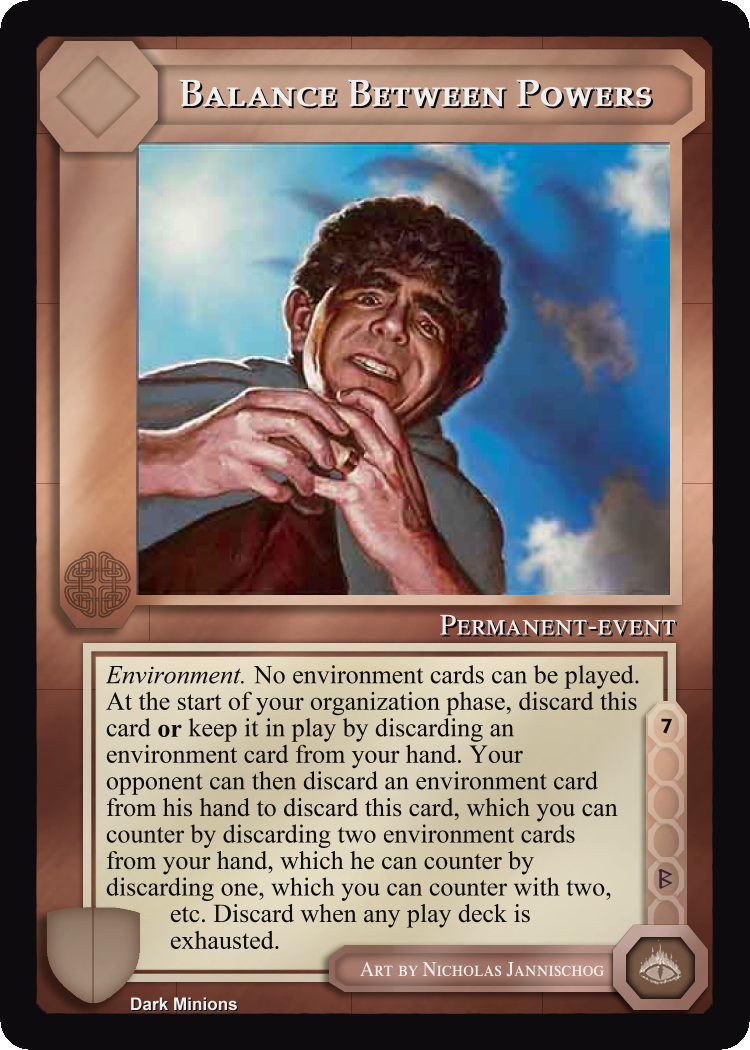 Balance Between Powers
Permanent-event
Environment. No environment cards can be played.
At the start of your organization phase, discard this
card or keep it in play by discarding an
environment card from your hand. Your
opponent can then discard an environment card
from his hand to discard this card, which you can
counter by discarding two environment cards
from your hand, which he can counter by
discarding one, which you can counter with two,
etc. Discard when any play deck is
exhausted.
7
ᛒ
Art by Nicholas Jannischog
Dark Minions